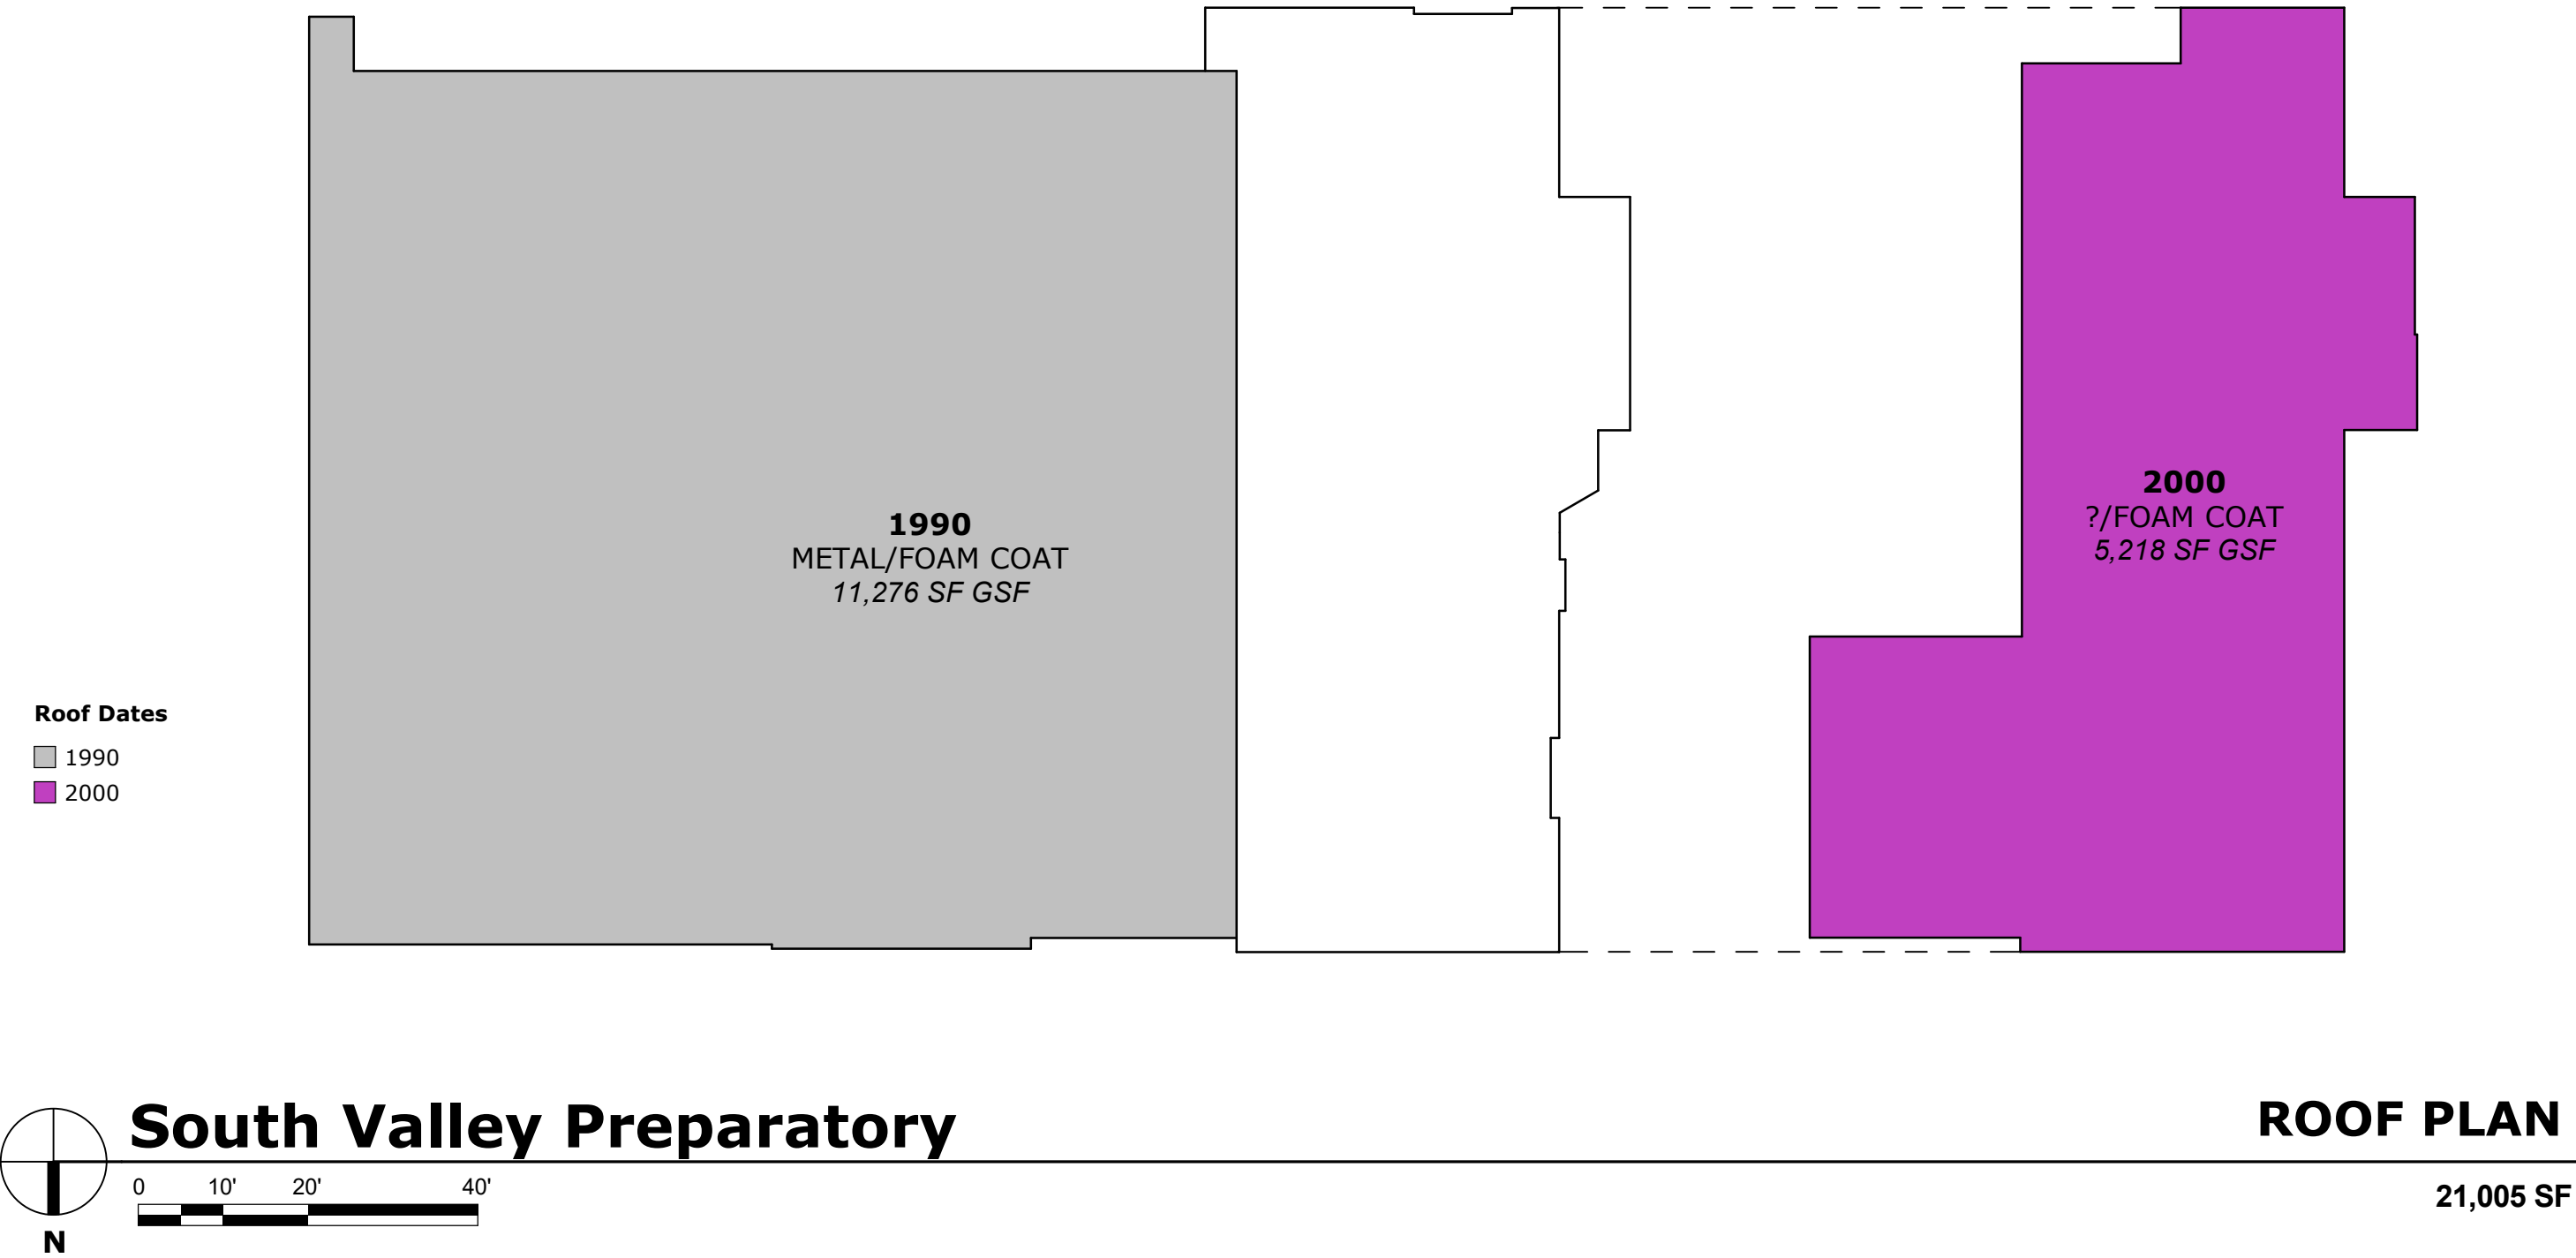 1990
METAL/FOAM COAT
11,276 SF GSF
2000
?/FOAM COAT
5,218 SF GSF
Roof Dates
1990
2000
South Valley Preparatory
ROOF PLAN
0 10' 20' 40'
21,005 SF
N